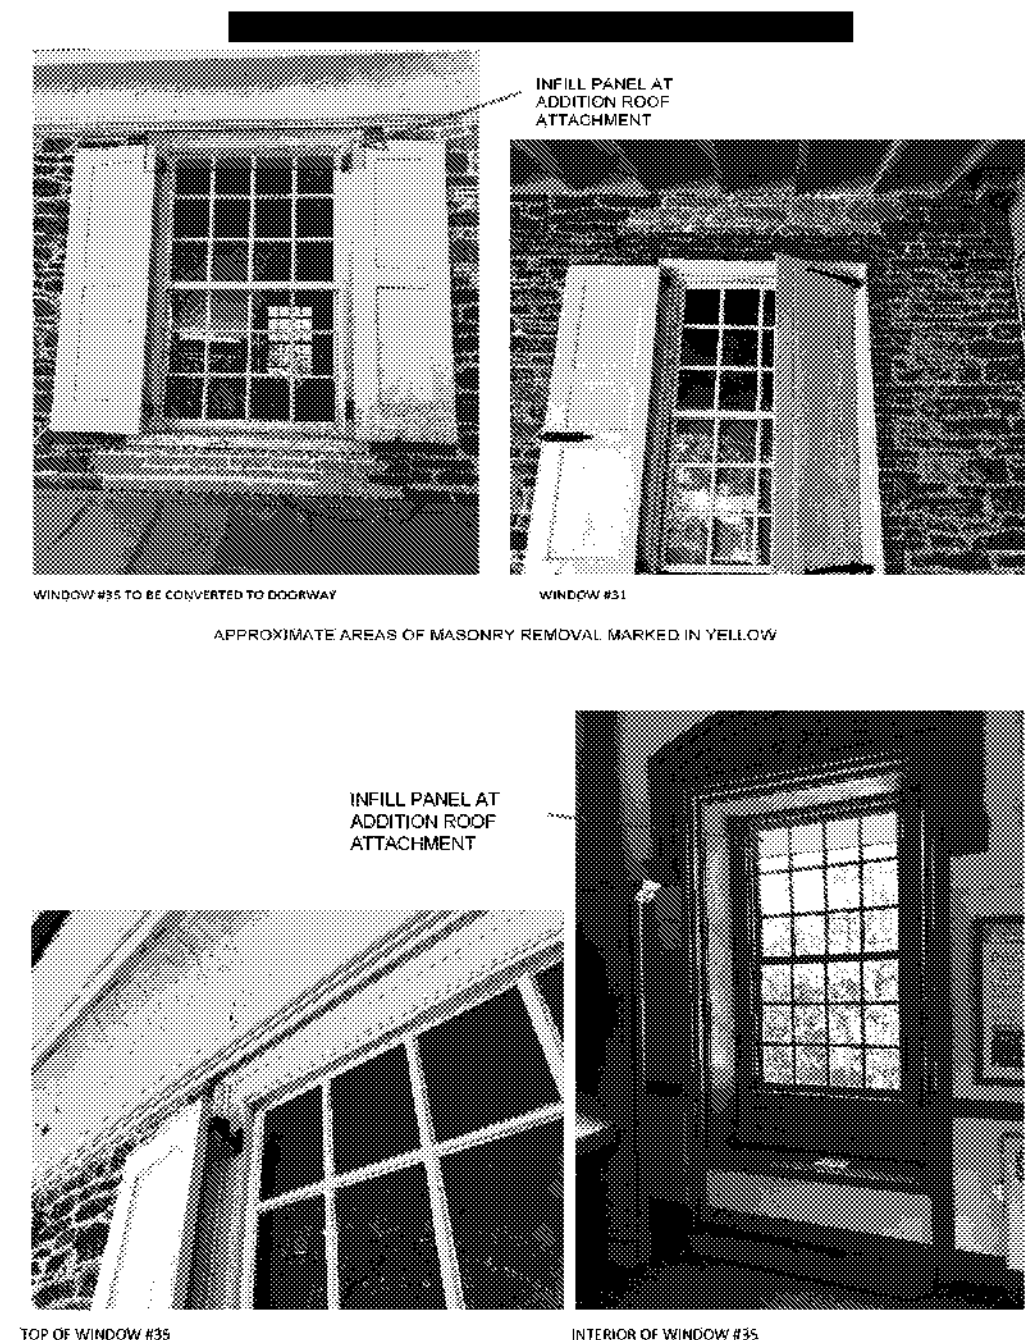 INFILL PANEL AT
ADDITION ROOF
ATTACHMENT
WINDOW #35 TO BE CONVERTED TO DOORWAY
WINDOW #31
APPROXIMATE AREAS OF MASONRY REMOVAL MARKED IN YELLOW
INFILL PANEL AT
ADDITION ROOF
ATTACHMENT
TOP OF WINDOW #35
INTERIOR OF WINDOW #35